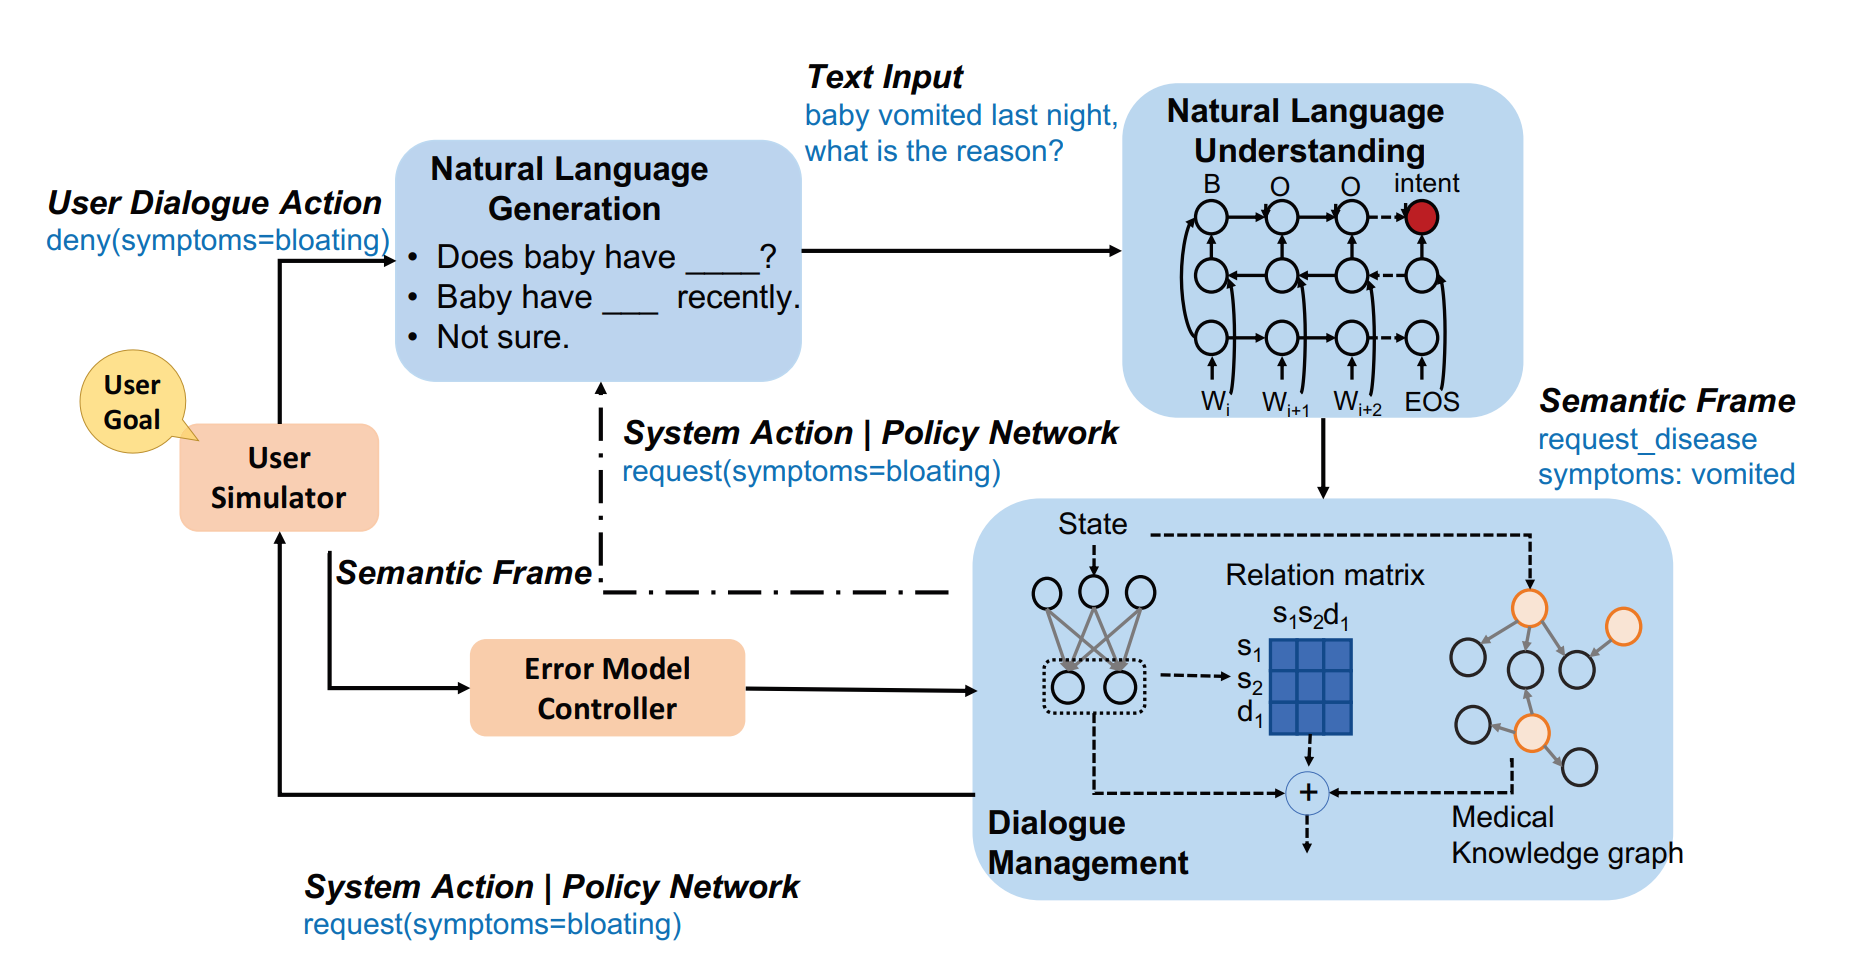 Text Input
baby vomited last night,
what is the reason?
Natural Language
Understanding
B O O intent
W_i W_{i+1} W_{i+2} EOS
Natural Language
Generation
• Does baby have ____?
• Baby have ___ recently.
• Not sure.
User Dialogue Action
deny(symptoms=bloating)
User
Goal
User
Simulator
System Action | Policy Network
request(symptoms=bloating)
Semantic Frame
request_disease
symptoms: vomited
Semantic Frame
Error Model
Controller
State
Relation matrix
s_1 s_2 d_1
s_1
s_2
d_1
+
Medical
Knowledge graph
Dialogue
Management
System Action | Policy Network
request(symptoms=bloating)